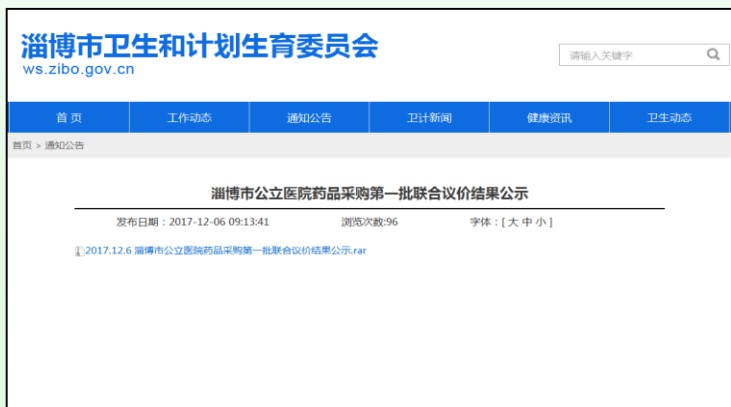 淄博市卫生和计划生育委员会
ws.zibo.gov.cn
请输入关键字
首 页 工作动态 通知公告 卫计新闻 健康资讯 卫生动态
首页 > 通知公告
淄博市公立医院药品采购第一批联合议价结果公示
发布日期：2017-12-06 09:13:41 浏览次数:96 字体：[ 大 中 小 ]
2017.12.6 淄博市公立医院药品采购第一批联合议价结果公示.rar